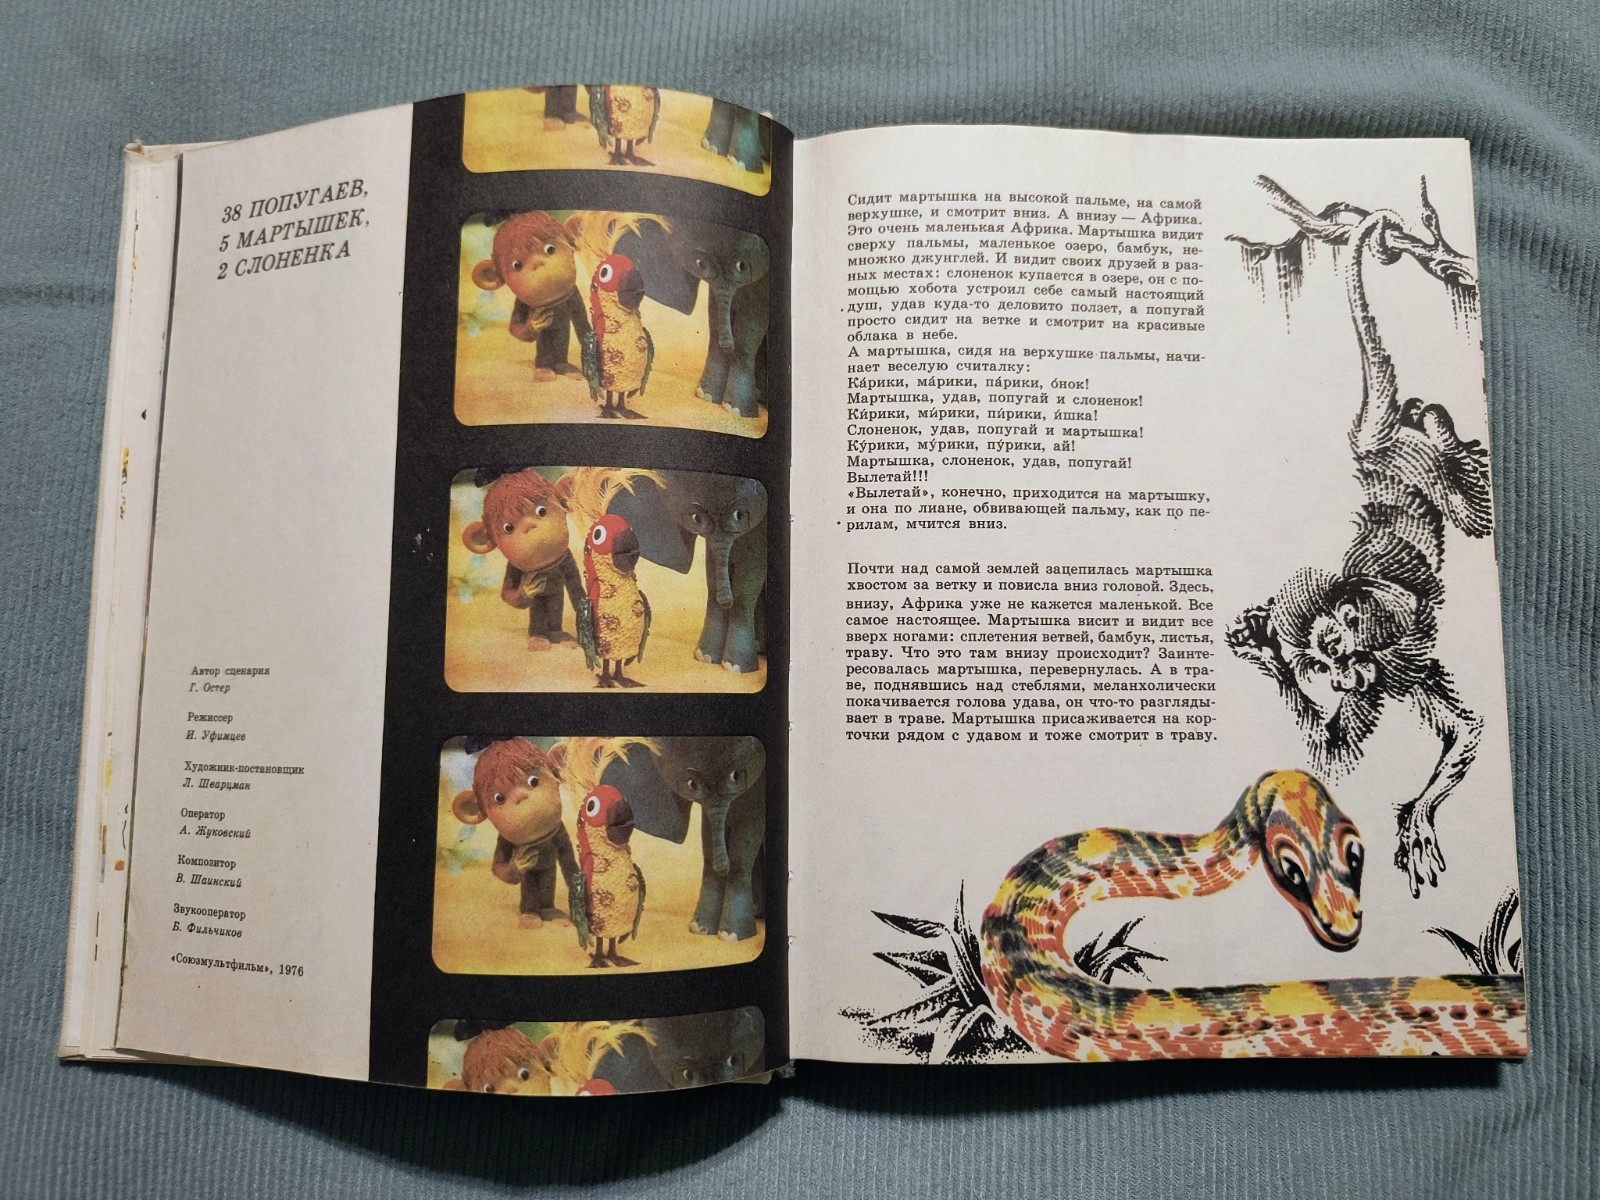 38 ПОПУГАЕВ,
5 МАРТЫШЕК,
2 СЛОНЕНКА
Автор сценария
Г. Остер
Режиссер
И. Уфимцев
Художник-постановщик
Л. Шварцман
Оператор
А. Жуковский
Композитор
В. Шаинский
Звукооператор
Б. Фильчиков
«Союзмультфильм», 1976
Сидит мартышка на высокой пальме, на самой
верхушке, и смотрит вниз. А внизу — Африка.
Это очень маленькая Африка. Мартышка видит
сверху пальмы, маленькое озеро, бамбук, не-
множко джунглей. И видит своих друзей в раз-
ных местах: слоненок купается в озере, он с по-
мощью хобота устроил себе самый настоящий
душ, удав куда-то деловито ползет, а попугай
просто сидит на ветке и смотрит на красивые
облака в небе.
А мартышка, сидя на верхушке пальмы, начи-
нает веселую считалку:
Ка́рики, ма́рики, па́рики, о́нок!
Мартышка, удав, попугай и слоненок!
Ки́рики, ми́рики, пи́рики, и́шка!
Слоненок, удав, попугай и мартышка!
Ку́рики, му́рики, пу́рики, ай!
Мартышка, слоненок, удав, попугай!
Вылетай!!!
«Вылетай», конечно, приходится на мартышку,
и она по лиане, обвивающей пальму, как по пе-
рилам, мчится вниз.
Почти над самой землей зацепилась мартышка
хвостом за ветку и повисла вниз головой. Здесь,
внизу, Африка уже не кажется маленькой. Все
самое настоящее. Мартышка висит и видит все
вверх ногами: сплетения ветвей, бамбук, листья,
траву. Что это там внизу происходит? Заинте-
ресовалась мартышка, перевернулась. А в тра-
ве, поднявшись над стеблями, меланхолически
покачивается голова удава, он что-то разгляды-
вает в траве. Мартышка присаживается на кор-
точки рядом с удавом и тоже смотрит в траву.